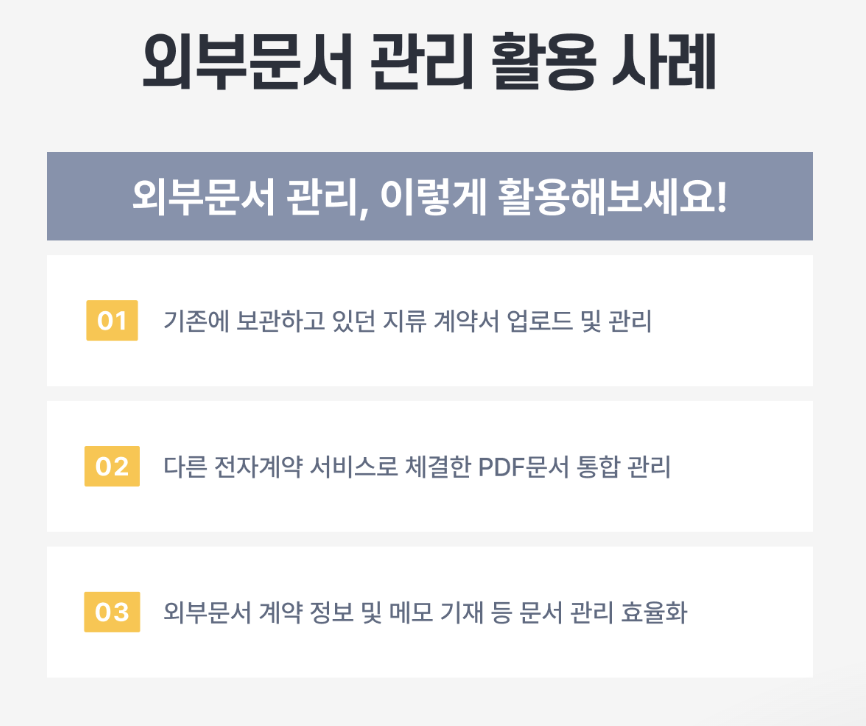 외부문서 관리 활용 사례
외부문서 관리, 이렇게 활용해보세요!
01 기존에 보관하고 있던 지류 계약서 업로드 및 관리
02 다른 전자계약 서비스로 체결한 PDF문서 통합 관리
03 외부문서 계약 정보 및 메모 기재 등 문서 관리 효율화